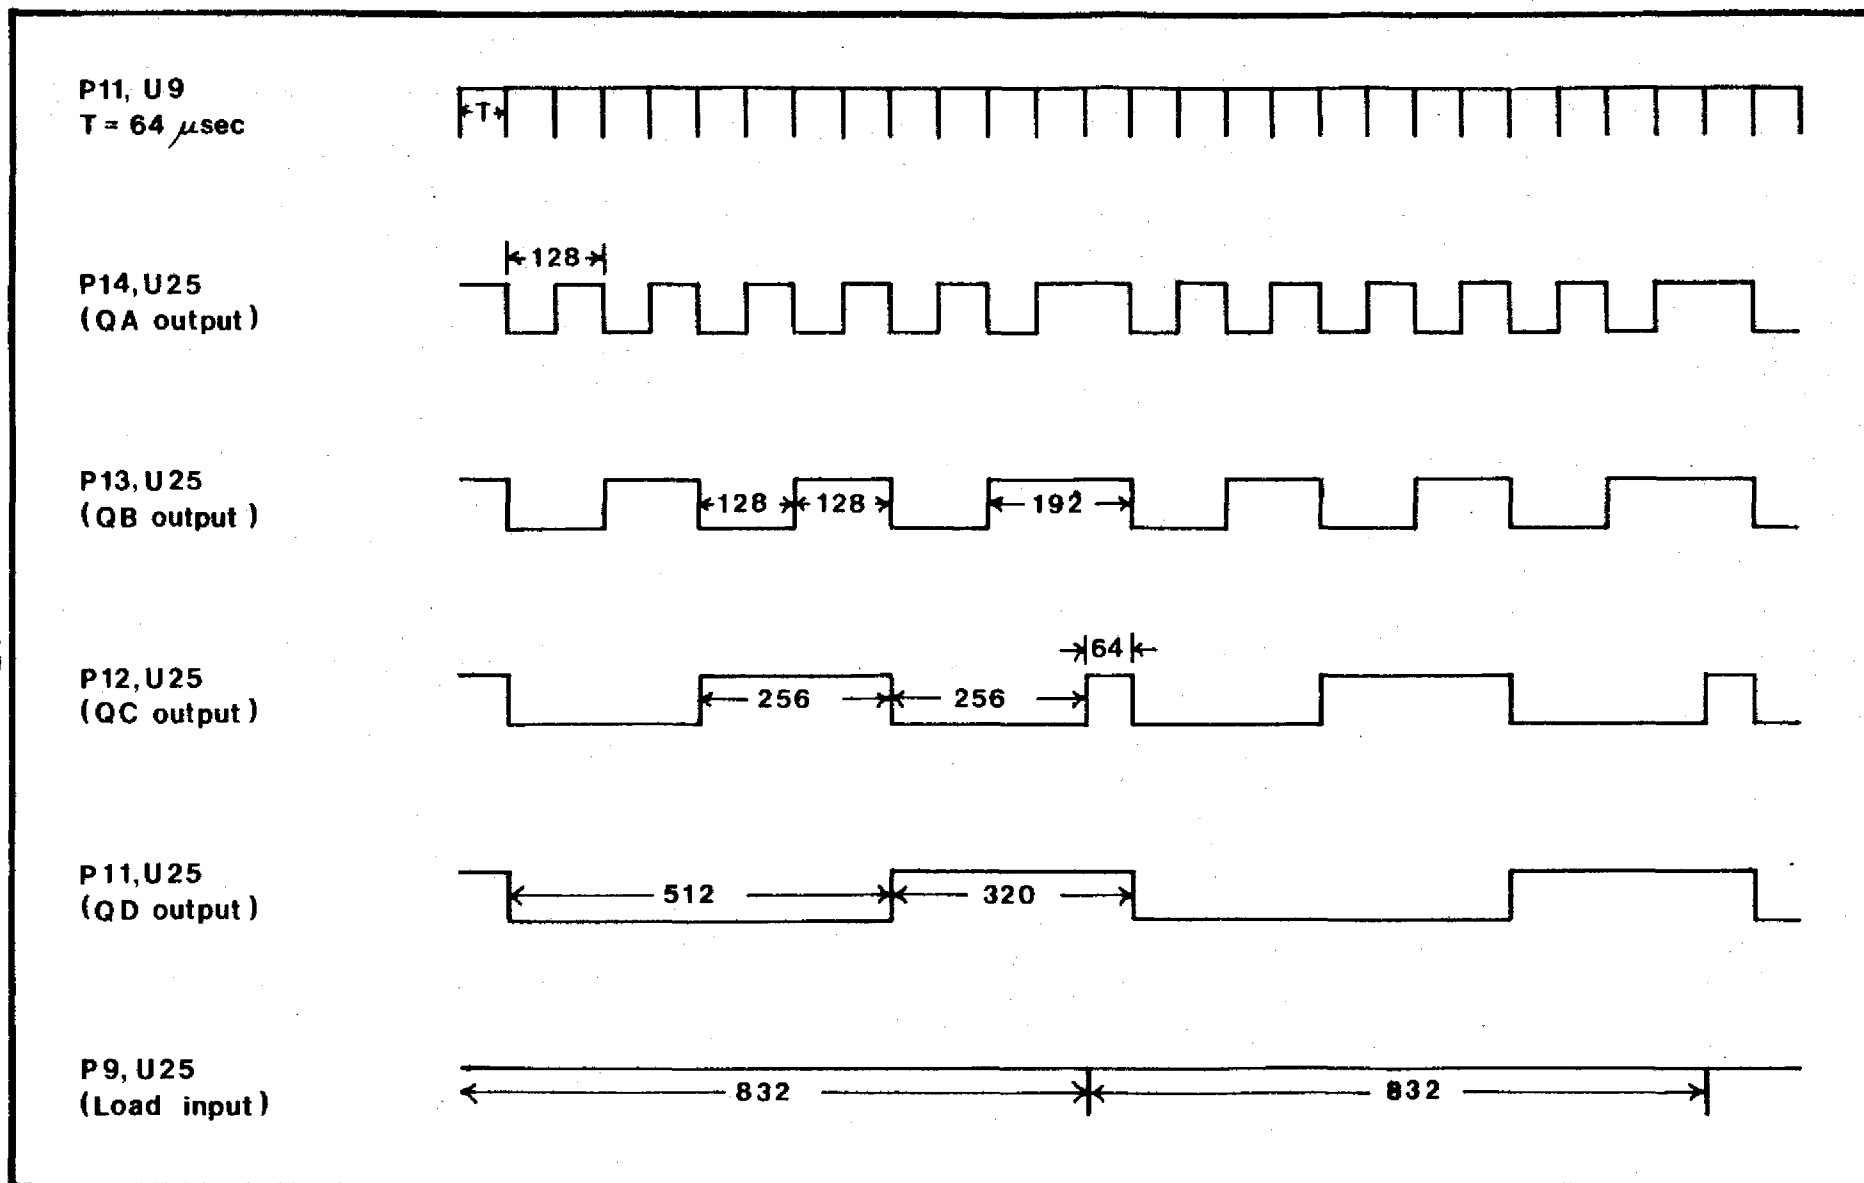 P11, U9
T = 64 μsec
T
128
P14, U25
(QA output)
P13, U25
(QB output)
128
128
192
64
P12, U25
(QC output)
256
256
P11, U25
(QD output)
512
320
P9, U25
(Load input)
832
832